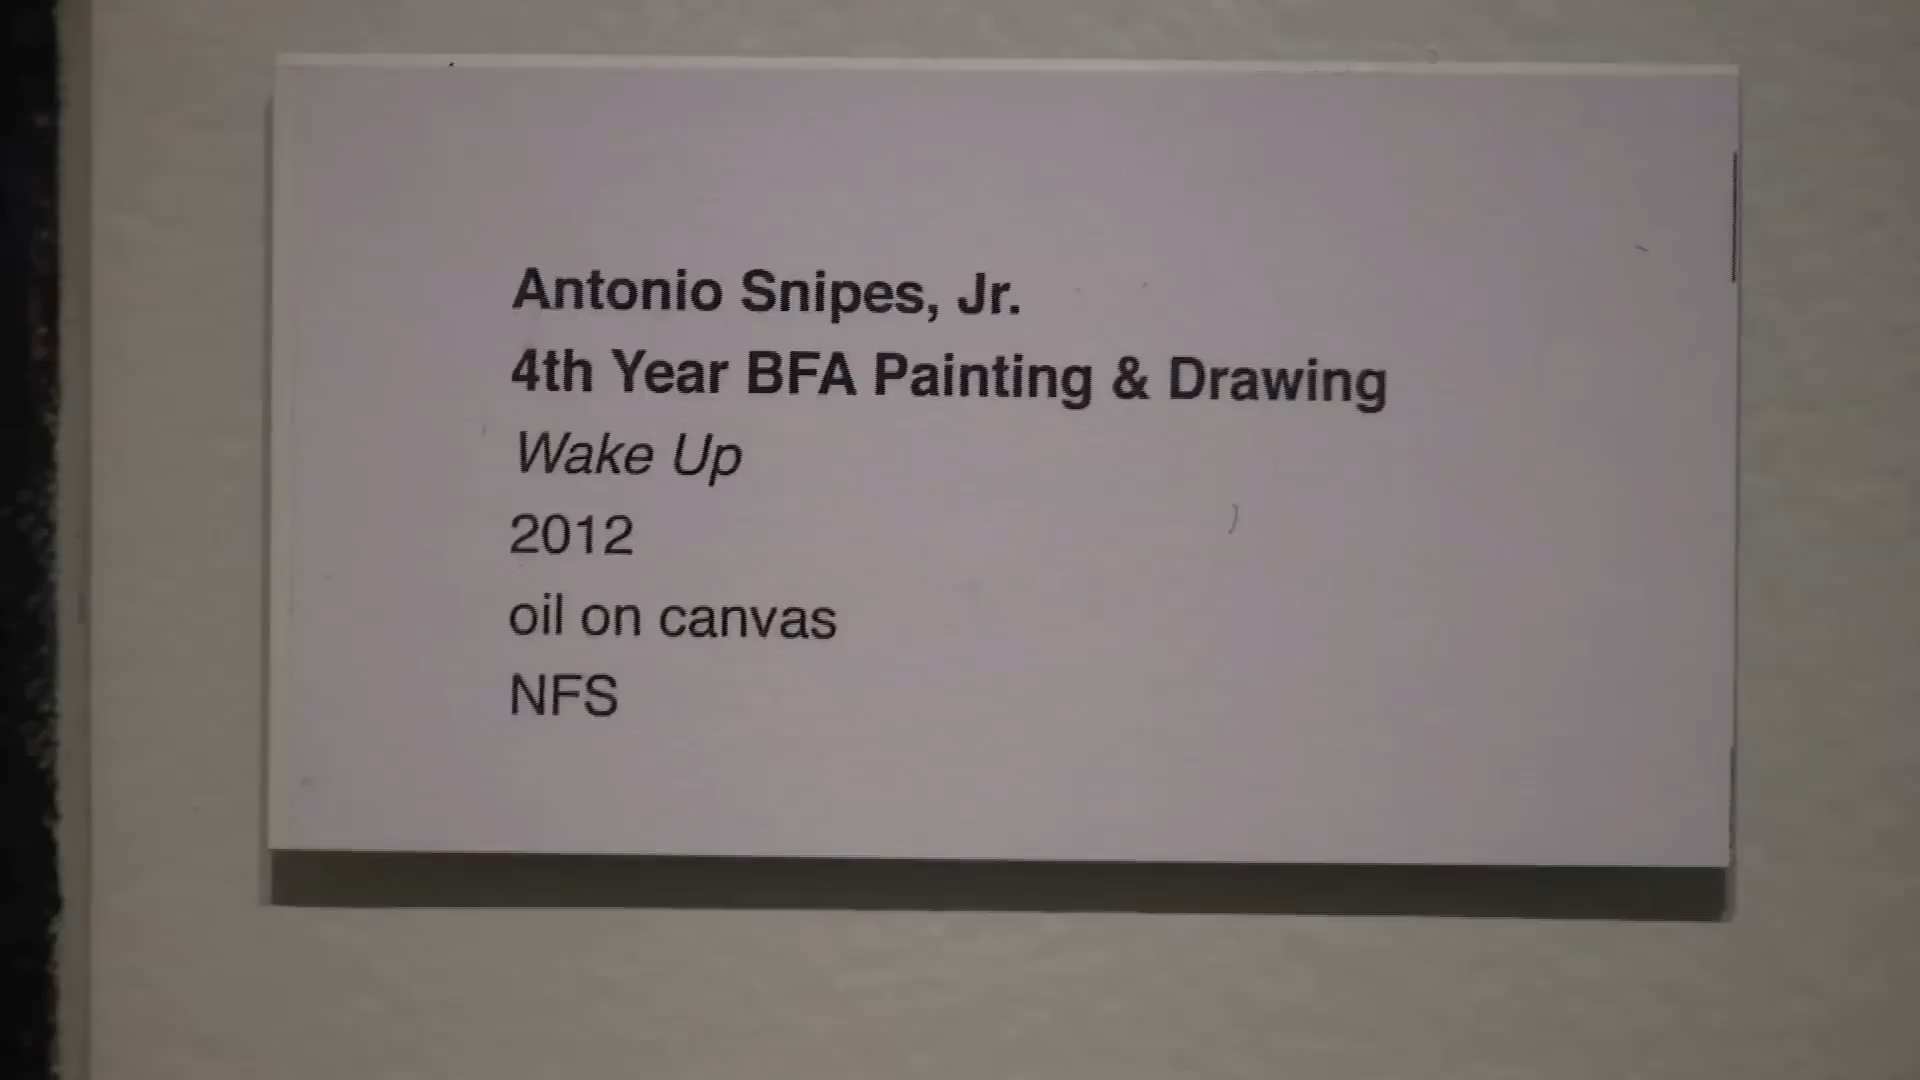 Antonio Snipes, Jr.
4th Year BFA Painting & Drawing
Wake Up
2012
oil on canvas
NFS